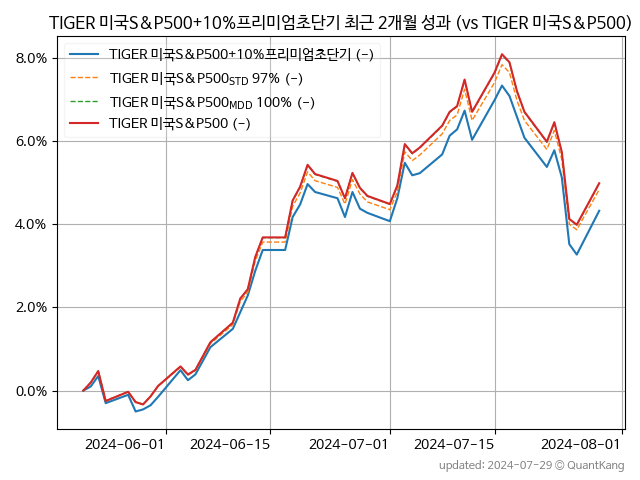 TIGER 미국S&P500+10%프리미엄초단기 최근 2개월 성과 (vs TIGER 미국S&P500)
TIGER 미국S&P500+10%프리미엄초단기 (-)
TIGER 미국S&P500STD 97% (-)
TIGER 미국S&P500MDD 100% (-)
TIGER 미국S&P500 (-)
8.0%
6.0%
4.0%
2.0%
0.0%
2024-06-01 2024-06-15 2024-07-01 2024-07-15 2024-08-01
updated: 2024-07-29 © QuantKang